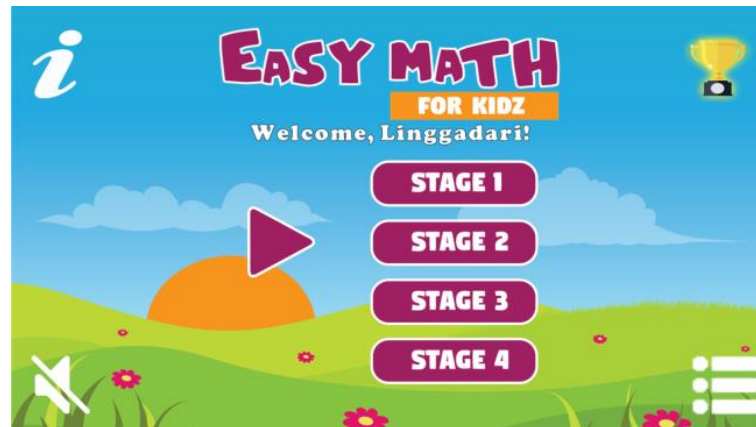 EASY MATH
FOR KIDZ
Welcome, Linggadari!
STAGE 1
STAGE 2
STAGE 3
STAGE 4